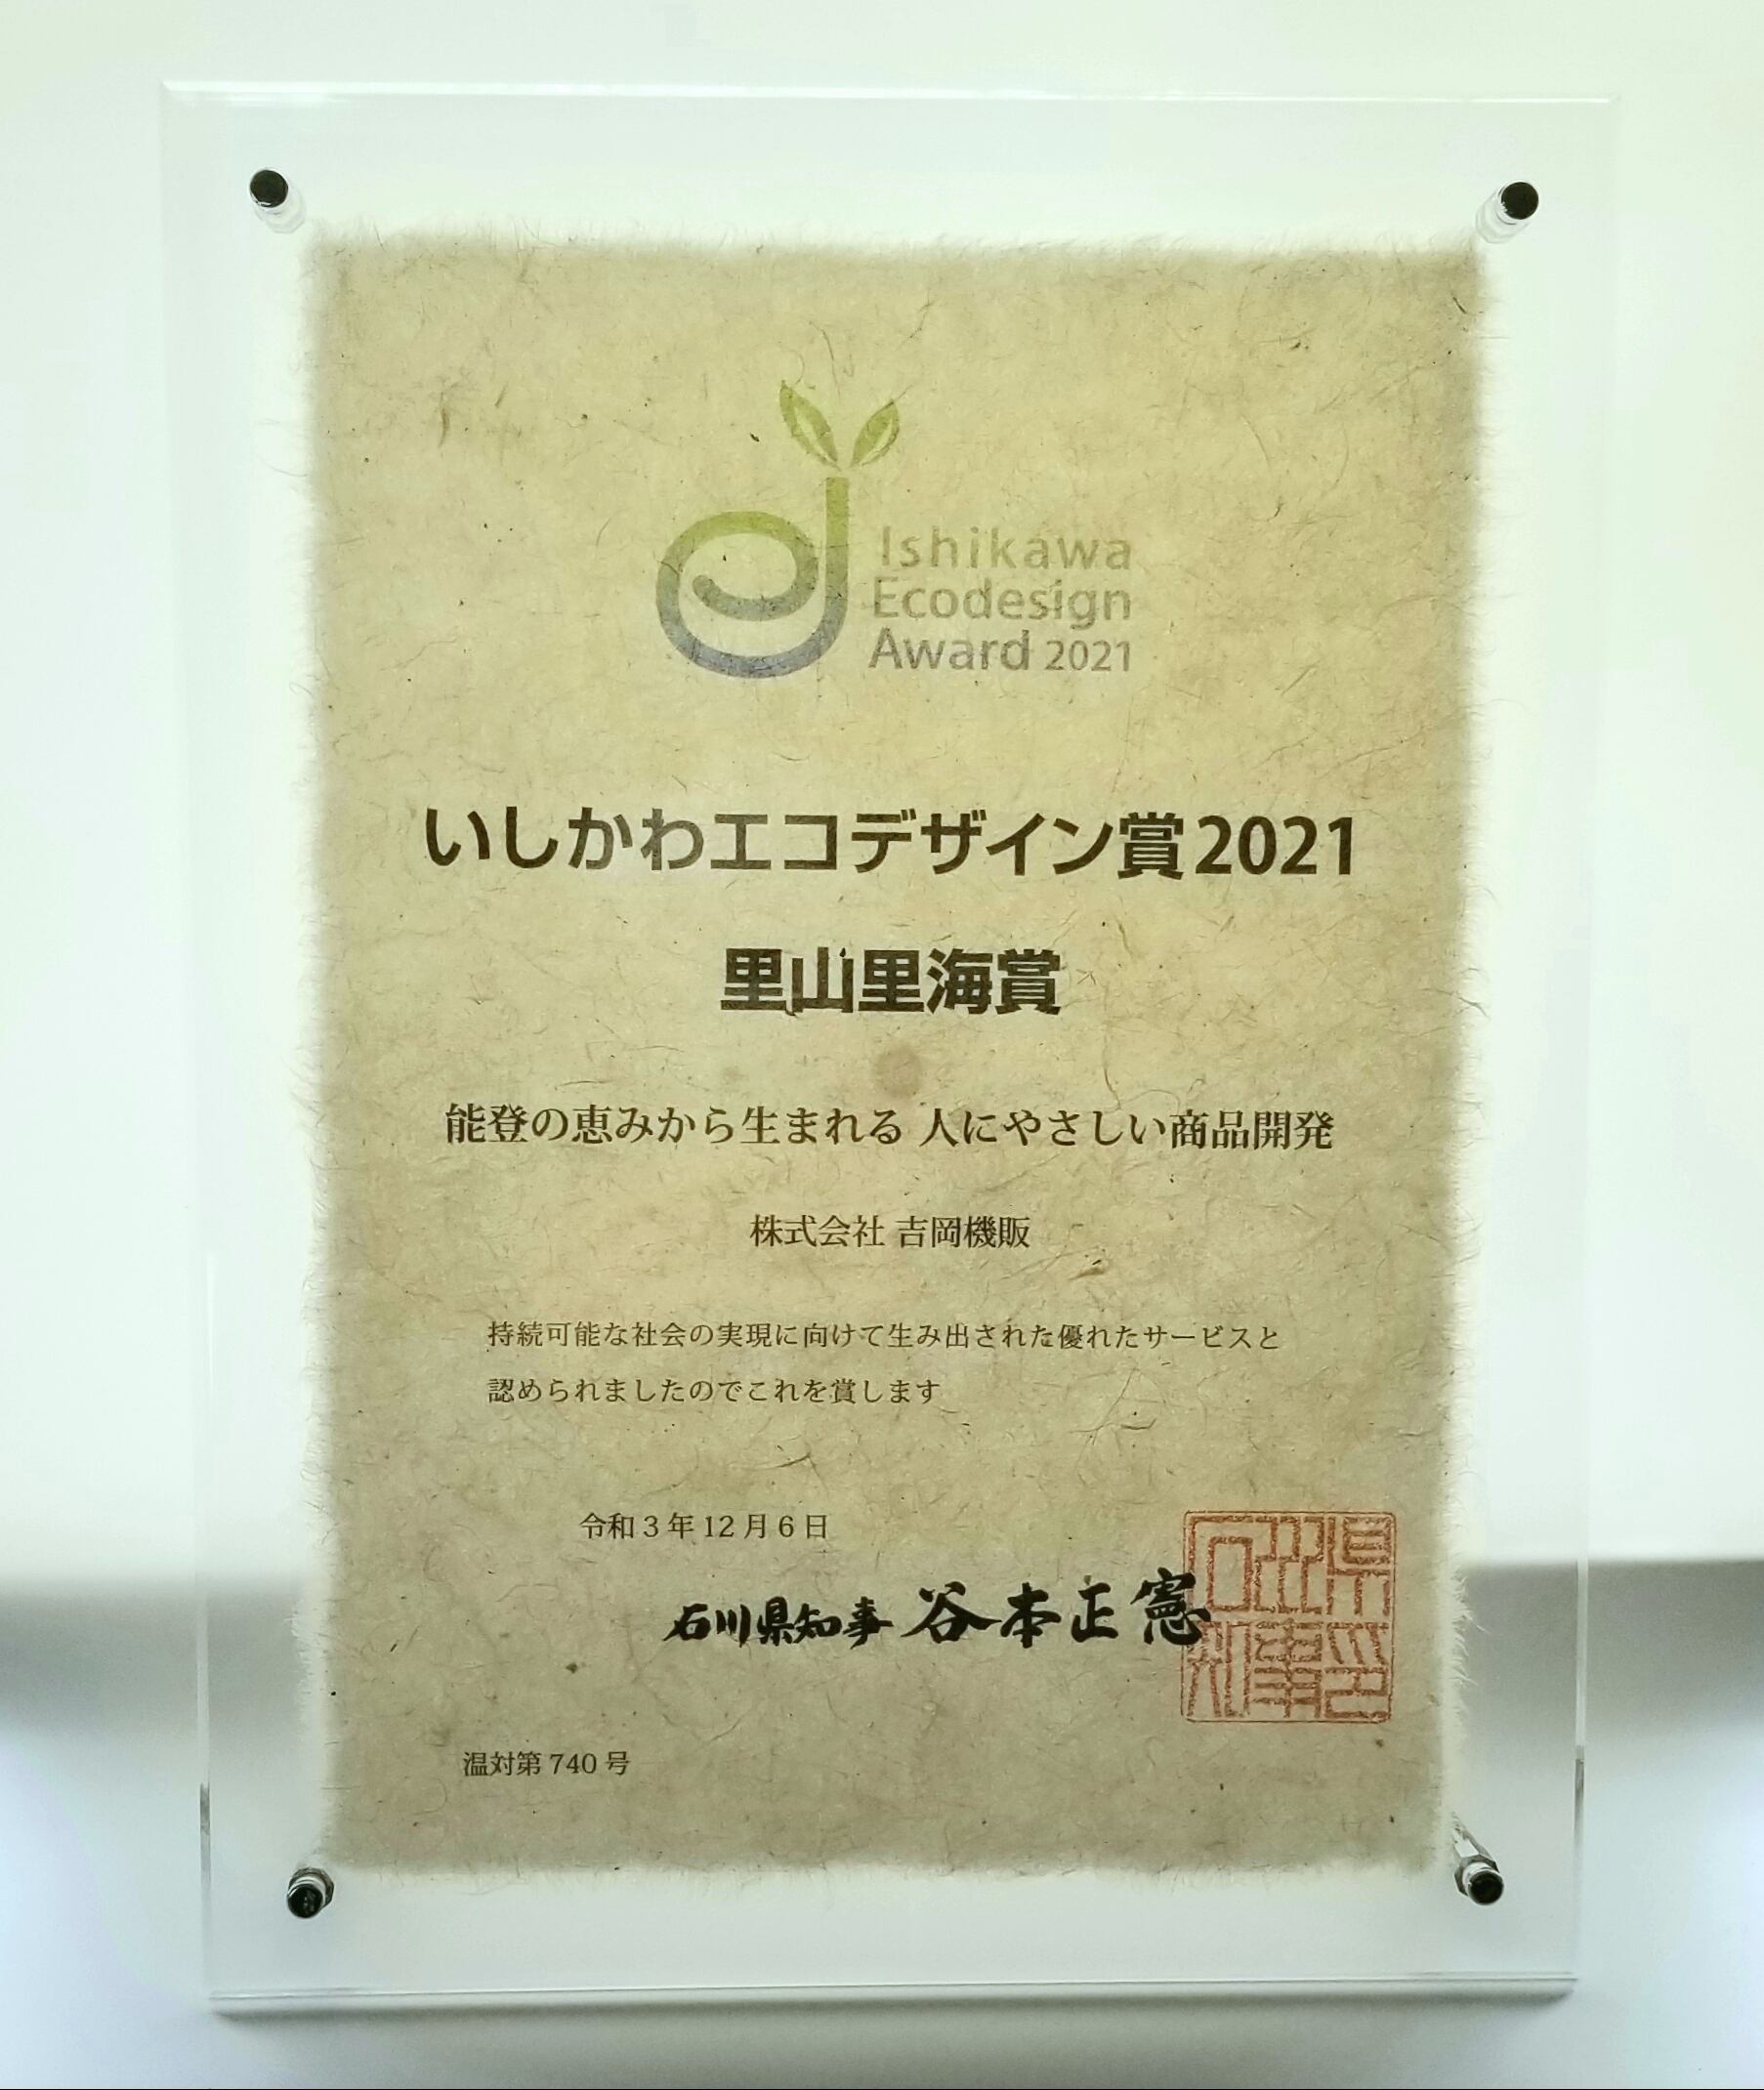 Ishikawa
Ecodesign
Award 2021
いしかわエコデザイン賞2021
里山里海賞
能登の恵みから生まれる 人にやさしい商品開発
株式会社 吉岡機販
持続可能な社会の実現に向けて生み出された優れたサービスと
認められましたのでこれを賞します
令和3年12月6日
石川県知事 谷本正憲
石川県知事印
温対第740号